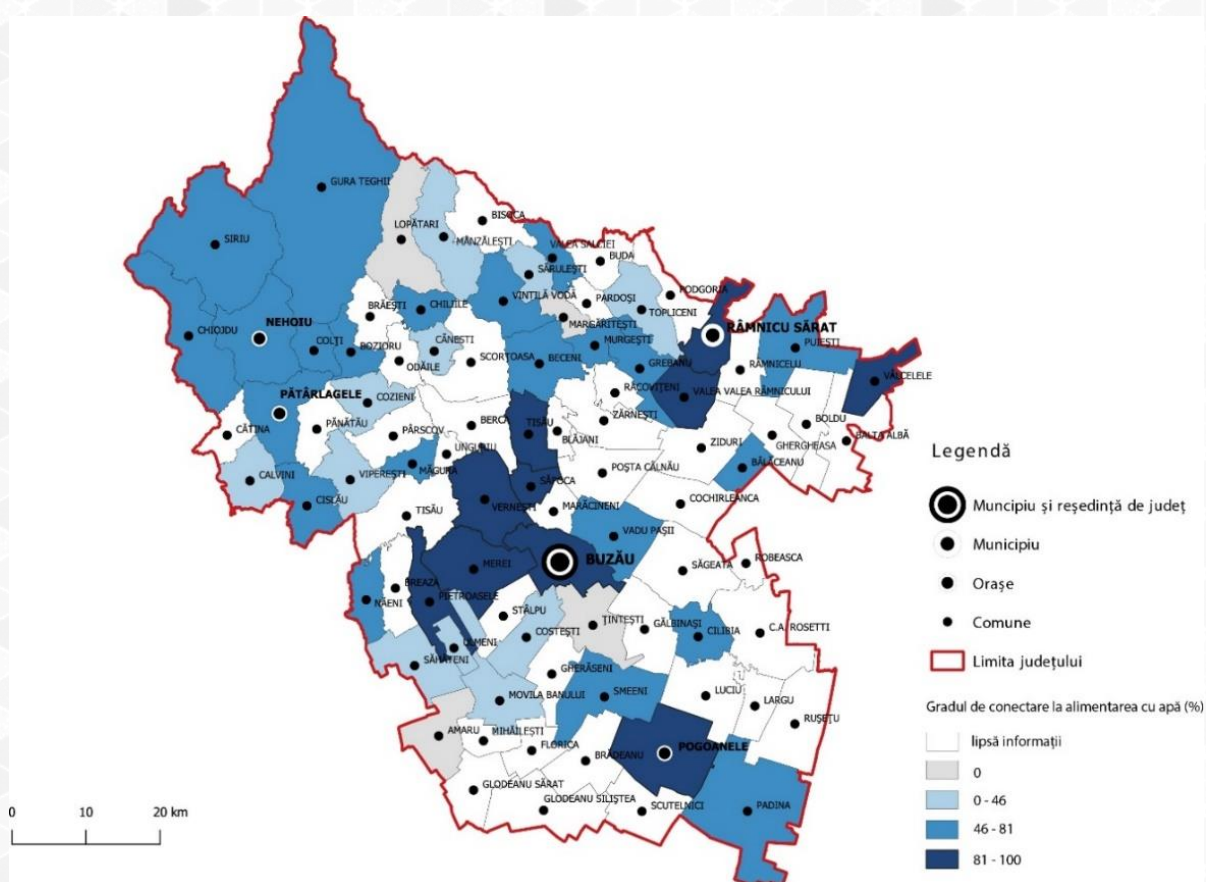 GURA TEGHII
SIRIU
LOPĂTARI
BISOCA
MÂNZĂLEȘTI
VALEA SALCIEI
BUDA
SĂRULEȘTI
PODGORIA
VINTILĂ VODĂ
PARDOȘI
TOPLICENI
CHILIILE
BRĂEȘTI
MĂRGĂRITEȘTI
RÂMNICU SĂRAT
NEHOIU
CHIOJDU
COLȚI
BOZIORU
CĂNEȘTI
ODĂILE
SCORȚOASA
BECENI
MURGEȘTI
GREBANU
RÂMNICELU
PUIEȘTI
VÂLCELELE
PĂTÂRLAGELE
COZIENI
RĂCOVIȚENI
VALEA VALEA RÂMNICULUI
CĂTINA
PĂNĂTĂU
PÂRSCOV
BERCA
TISĂU
BLĂJANI
ZĂRNEȘTI
ZIDURI
BOLDU
GHERGHEASA
BALTA ALBĂ
UNGURIU
CALVINI
VIPEREȘTI
MĂGURA
SĂPOCA
POȘTA CÂLNĂU
BĂLĂCEANU
CISLĂU
TISĂU
VERNEȘTI
MARĂCINENI
COCHIRLEANCA
VADU PAȘII
MEREI
BUZĂU
SĂGEATA
ROBEASCA
NĂENI
BREAZA
PIETROASELE
STÂLPU
COSTEȘTI
ȚINTEȘTI
GĂLBINAȘI
CILIBIA
C.A. ROSETTI
ULMENI
SĂHĂTENI
GHERĂSENI
MOVILA BANULUI
SMEENI
LUCIU
LARGU
RUȘEȚU
AMARU
MIHĂILEȘTI
FLORICA
BRĂDEANU
POGOANELE
GLODEANU SĂRAT
GLODEANU SILIȘTEA
SCUTELNICI
PADINA
0 10 20 km
Legendă
Muncipiu și reședință de județ
Municipiu
Orașe
Comune
Limita județului
Gradul de conectare la alimentarea cu apă (%)
lipsă informații
0
0 - 46
46 - 81
81 - 100